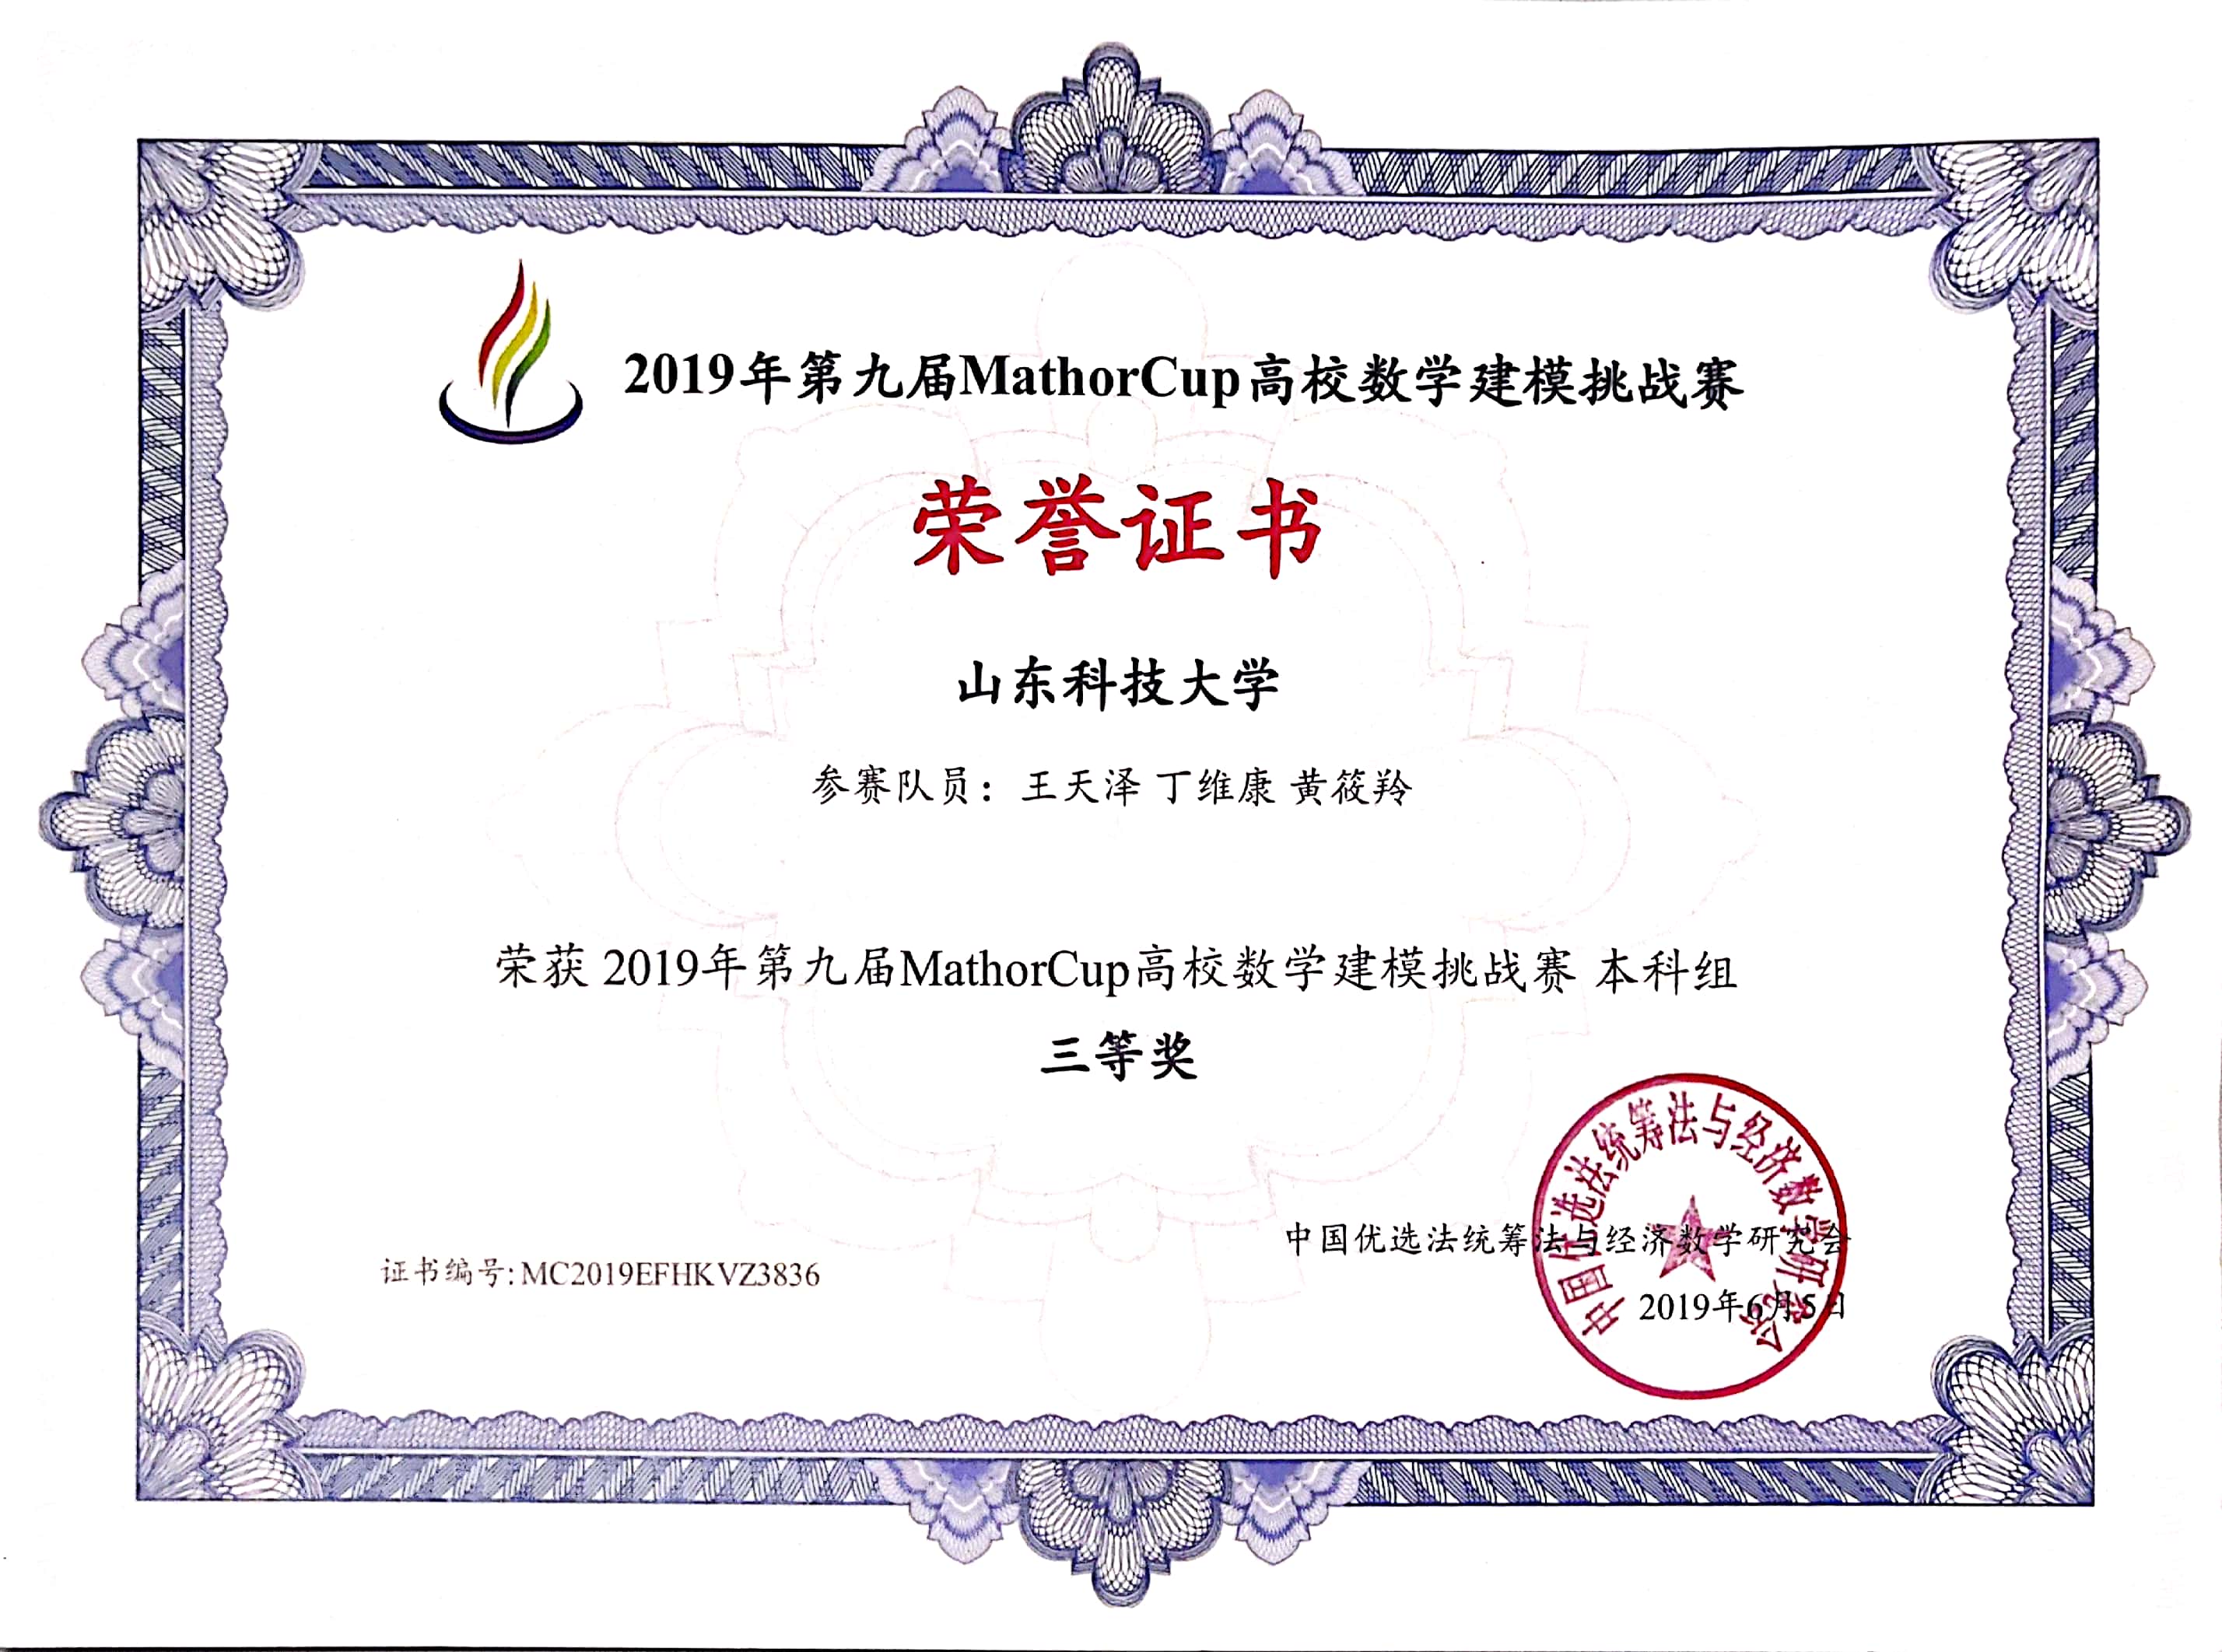 2019年第九届MathorCup高校数学建模挑战赛
荣誉证书
山东科技大学
参赛队员：王天泽 丁维康 黄筱羚
荣获 2019年第九届MathorCup高校数学建模挑战赛 本科组
三等奖
中国优选法统筹法与经济数学研究会
证书编号:MC2019EFHKVZ3836
2019年6月5日
中国优选法统筹法与经济数学研究会